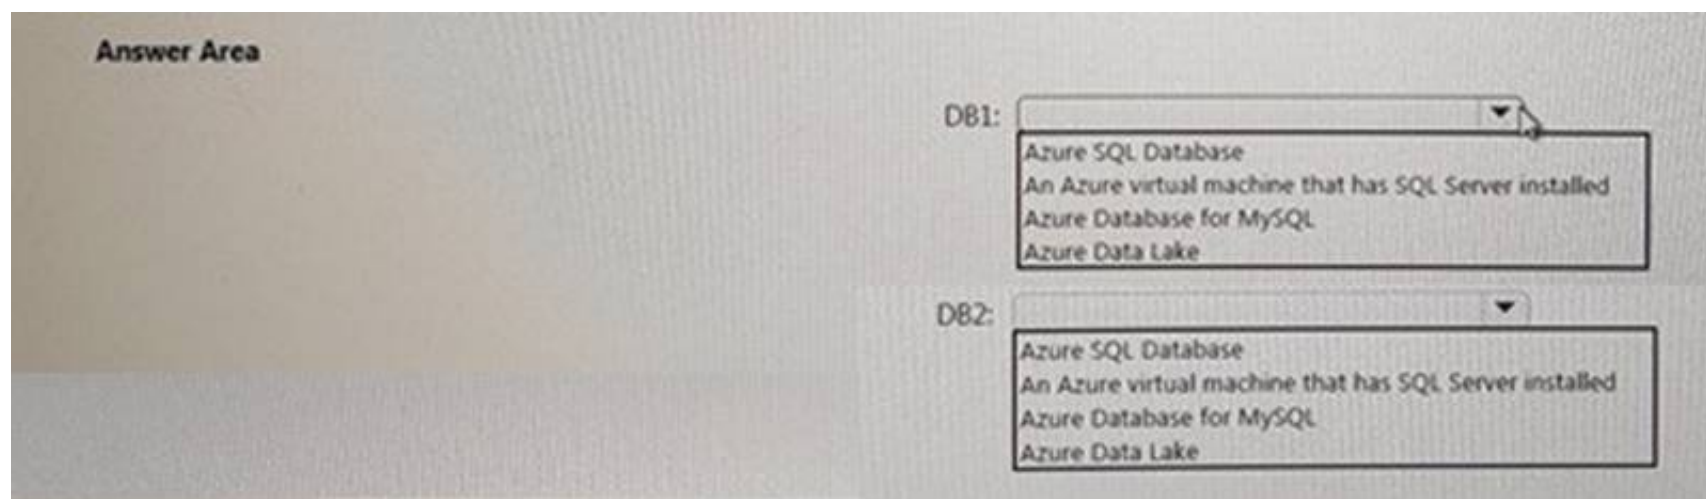 Answer Area
DB1:
Azure SQL Database
An Azure virtual machine that has SQL Server installed
Azure Database for MySQL
Azure Data Lake
DB2:
Azure SQL Database
An Azure virtual machine that has SQL Server installed
Azure Database for MySQL
Azure Data Lake